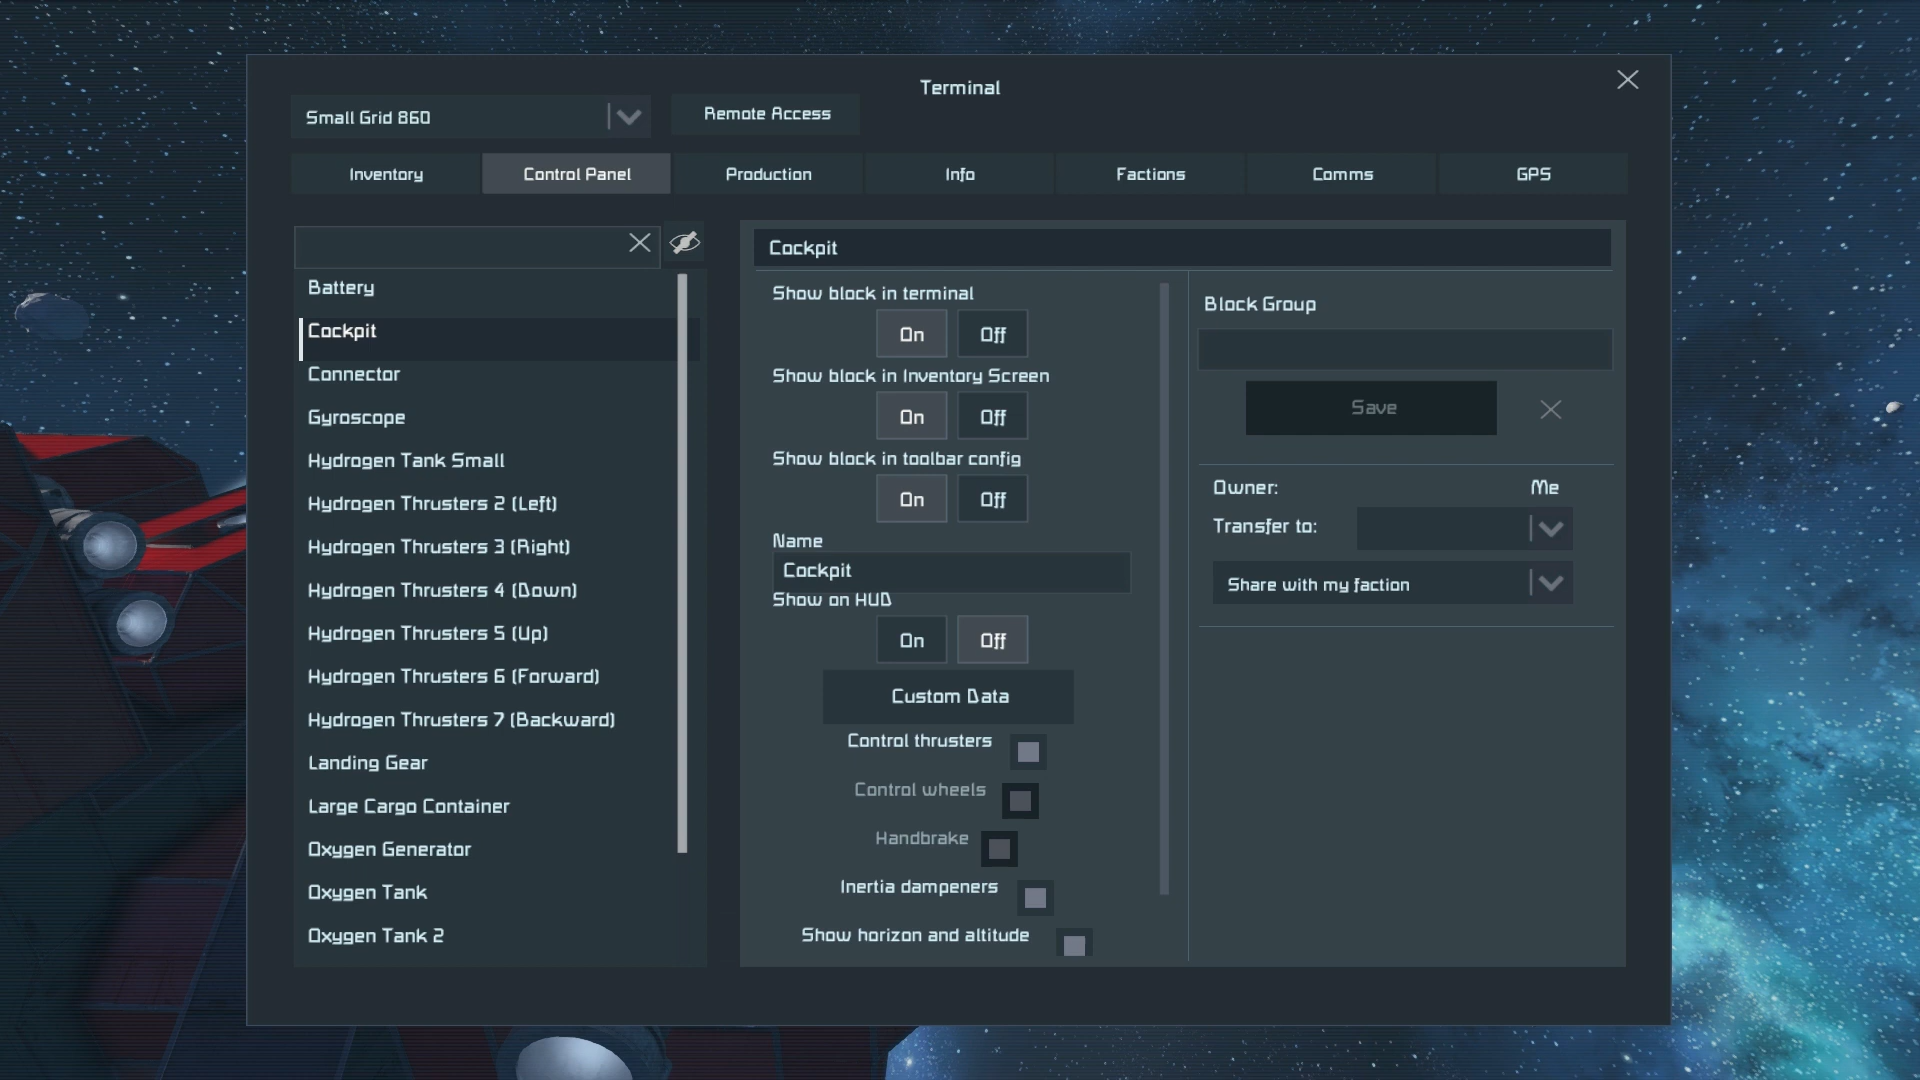 Terminal
Small Grid 860
Remote Access
Inventory
Control Panel
Production
Info
Factions
Comms
GPS
Battery
Cockpit
Connector
Gyroscope
Hydrogen Tank Small
Hydrogen Thrusters 2 (Left)
Hydrogen Thrusters 3 (Right)
Hydrogen Thrusters 4 (Down)
Hydrogen Thrusters 5 (Up)
Hydrogen Thrusters 6 (Forward)
Hydrogen Thrusters 7 (Backward)
Landing Gear
Large Cargo Container
Oxygen Generator
Oxygen Tank
Oxygen Tank 2
Cockpit
Show block in terminal
On Off
Show block in Inventory Screen
On Off
Show block in toolbar config
On Off
Name
Cockpit
Show on HUD
On Off
Custom Data
Control thrusters
Control wheels
Handbrake
Inertia dampeners
Show horizon and altitude
Block Group
Save
Owner: Me
Transfer to:
Share with my faction